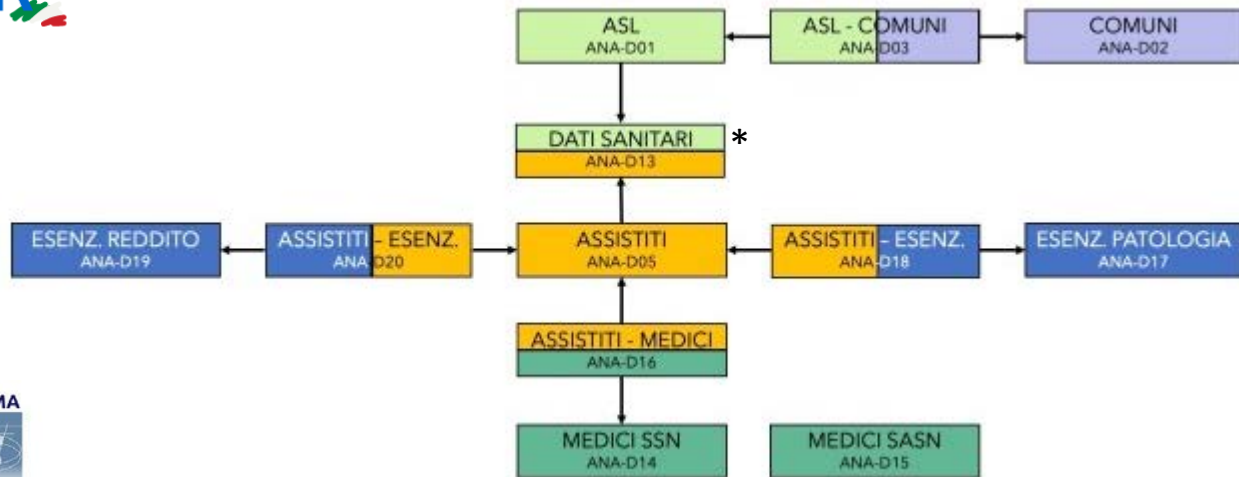 ASL
ANA-D01
ASL - COMUNI
ANA-D03
COMUNI
ANA-D02
DATI SANITARI *
ANA-D13
ESENZ. REDDITO
ANA-D19
ASSISTITI - ESENZ.
ANA-D20
ASSISTITI
ANA-D05
ASSISTITI - ESENZ.
ANA-D18
ESENZ. PATOLOGIA
ANA-D17
ASSISTITI - MEDICI
ANA-D16
MA
MEDICI SSN
ANA-D14
MEDICI SASN
ANA-D15